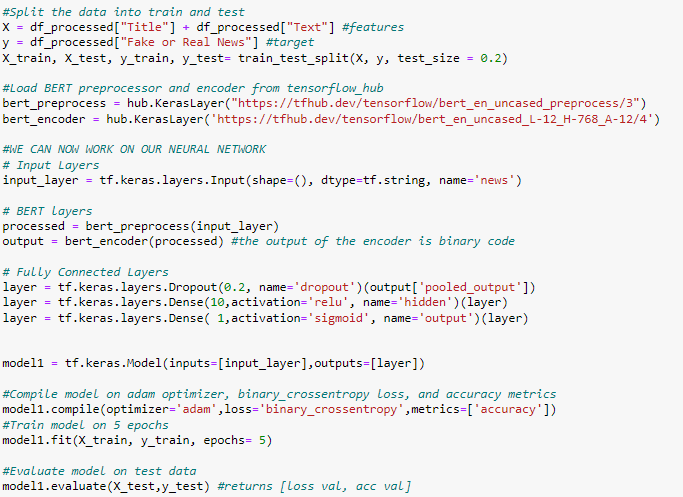 #Split the data into train and test
X = df_processed["Title"] + df_processed["Text"] #features
y = df_processed["Fake or Real News"] #target
X_train, X_test, y_train, y_test= train_test_split(X, y, test_size = 0.2)
#Load BERT preprocessor and encoder from tensorflow_hub
bert_preprocess = hub.KerasLayer("https://tfhub.dev/tensorflow/bert_en_uncased_preprocess/3")
bert_encoder = hub.KerasLayer('https://tfhub.dev/tensorflow/bert_en_uncased_L-12_H-768_A-12/4')
#WE CAN NOW WORK ON OUR NEURAL NETWORK
# Input Layers
input_layer = tf.keras.layers.Input(shape=(), dtype=tf.string, name='news')
# BERT layers
processed = bert_preprocess(input_layer)
output = bert_encoder(processed) #the output of the encoder is binary code
# Fully Connected Layers
layer = tf.keras.layers.Dropout(0.2, name='dropout')(output['pooled_output'])
layer = tf.keras.layers.Dense(10,activation='relu', name='hidden')(layer)
layer = tf.keras.layers.Dense( 1,activation='sigmoid', name='output')(layer)
model1 = tf.keras.Model(inputs=[input_layer],outputs=[layer])
#Compile model on adam optimizer, binary_crossentropy loss, and accuracy metrics
model1.compile(optimizer='adam',loss='binary_crossentropy',metrics=['accuracy'])
#Train model on 5 epochs
model1.fit(X_train, y_train, epochs= 5)
#Evaluate model on test data
model1.evaluate(X_test,y_test) #returns [loss val, acc val]